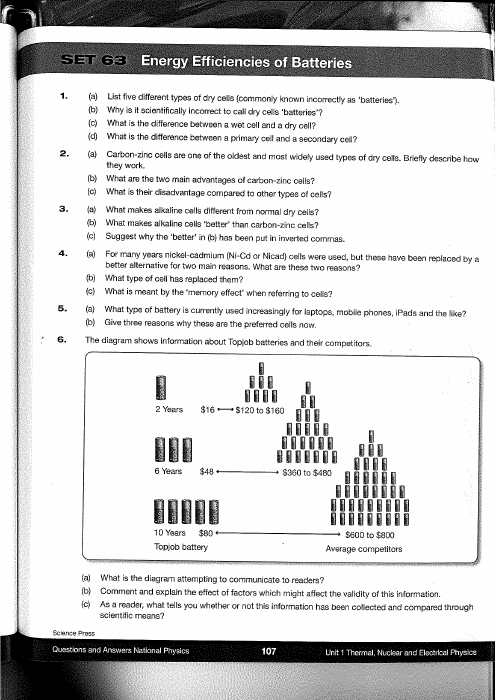 SET 63 Energy Efficiencies of Batteries
1. (a) List five different types of dry cells (commonly known incorrectly as 'batteries').
(b) Why is it scientifically incorrect to call dry cells 'batteries'?
(c) What is the difference between a wet cell and a dry cell?
(d) What is the difference between a primary cell and a secondary cell?
2. (a) Carbon-zinc cells are one of the oldest and most widely used types of dry cells. Briefly describe how
they work.
(b) What are the two main advantages of carbon-zinc cells?
(c) What is their disadvantage compared to other types of cells?
3. (a) What makes alkaline cells different from normal dry cells?
(b) What makes alkaline cells 'better' than carbon-zinc cells?
(c) Suggest why the 'better' in (b) has been put in inverted commas.
4. (a) For many years nickel-cadmium (Ni-Cd or Nicad) cells were used, but these have been replaced by a
better alternative for two main reasons. What are these two reasons?
(b) What type of cell has replaced them?
(c) What is meant by the 'memory effect' when referring to cells?
5. (a) What type of battery is currently used increasingly for laptops, mobile phones, iPads and the like?
(b) Give three reasons why these are the preferred cells now.
6. The diagram shows information about Topjob batteries and their competitors.
2 Years $16 $120 to $160
6 Years $48 $360 to $480
10 Years $80 $600 to $800
Topjob battery Average competitors
(a) What is the diagram attempting to communicate to readers?
(b) Comment and explain the effect of factors which might affect the validity of this information.
(c) As a reader, what tells you whether or not this information has been collected and compared through
scientific means?
Science Press
Questions and Answers National Physics 107 Unit 1 Thermal, Nuclear and Electrical Physics